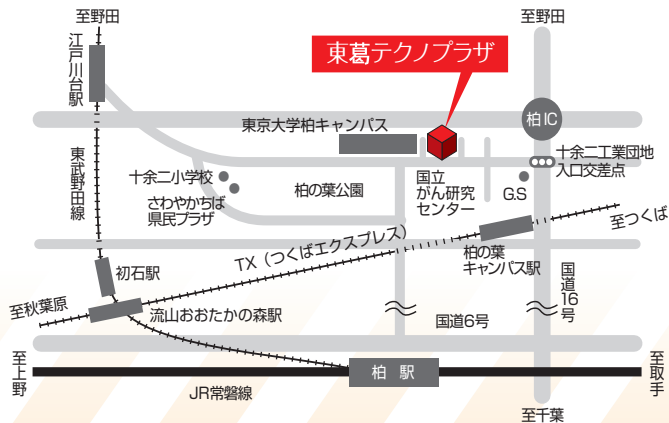 至野田
至野田
江戸川台駅
東葛テクノプラザ
柏IC
東京大学柏キャンパス
東武野田線
十余二工業団地
入口交差点
十余二小学校
さわやかちば
県民プラザ
柏の葉公園
国立
がん研究
センター
G.S
至つくば
TX（つくばエクスプレス）
柏の葉
キャンパス駅
初石駅
国道16号
至秋葉原
流山おおたかの森駅
国道6号
至上野
柏駅
至取手
JR常磐線
至千葉